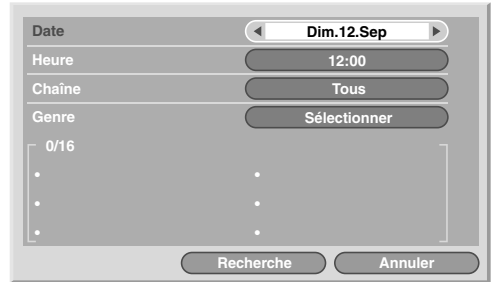 Date Dim.12.Sep
Heure 12:00
Chaîne Tous
Genre Sélectionner
0/16
•    •
•    •
•    •
Recherche Annuler